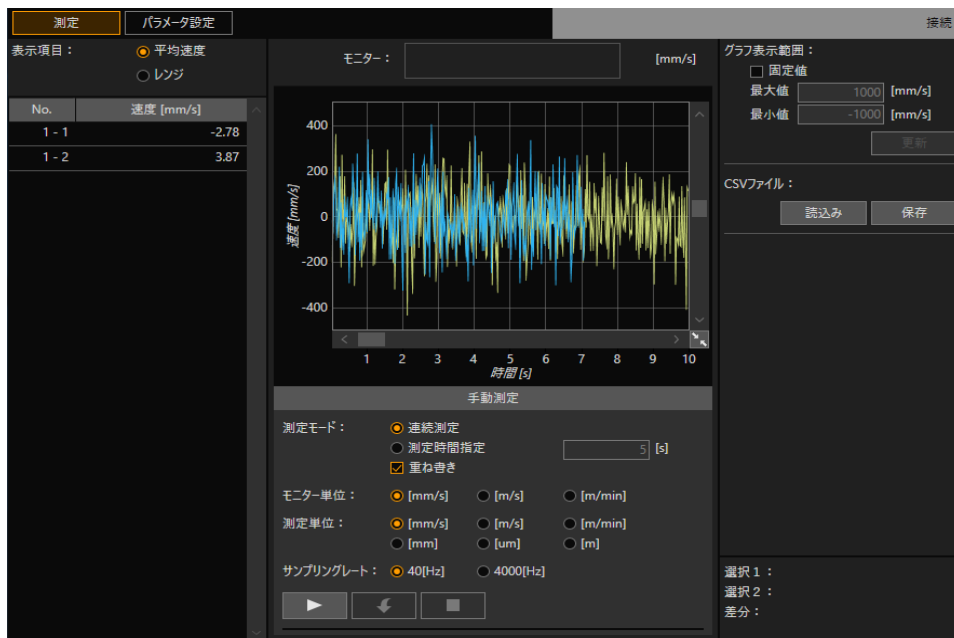 測定 パラメータ設定 接続
表示項目： 平均速度
レンジ
No. 速度 [mm/s]
1 - 1 -2.78
1 - 2 3.87
モニター： [mm/s]
速度 [mm/s]
400
200
0
-200
-400
1 2 3 4 5 6 7 8 9 10
時間 [s]
手動測定
測定モード： 連続測定
測定時間指定 5 [s]
重ね書き
モニター単位： [mm/s] [m/s] [m/min]
測定単位： [mm/s] [m/s] [m/min]
[mm] [um] [m]
サンプリングレート： 40[Hz] 4000[Hz]
グラフ表示範囲：
固定値
最大値 1000 [mm/s]
最小値 -1000 [mm/s]
更新
CSVファイル：
読込み 保存
選択 1：
選択 2：
差分：